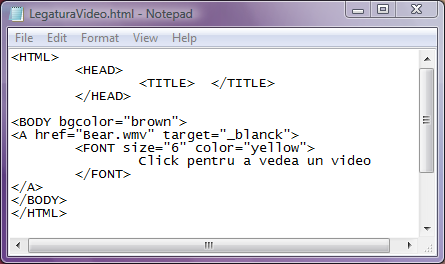 LegaturaVideo.html - Notepad
File Edit Format View Help
<HTML>
<HEAD>
<TITLE> </TITLE>
</HEAD>
<BODY bgcolor="brown">
<A href="Bear.wmv" target="_blanck">
<FONT size="6" color="yellow">
Click pentru a vedea un video
</FONT>
</A>
</BODY>
</HTML>